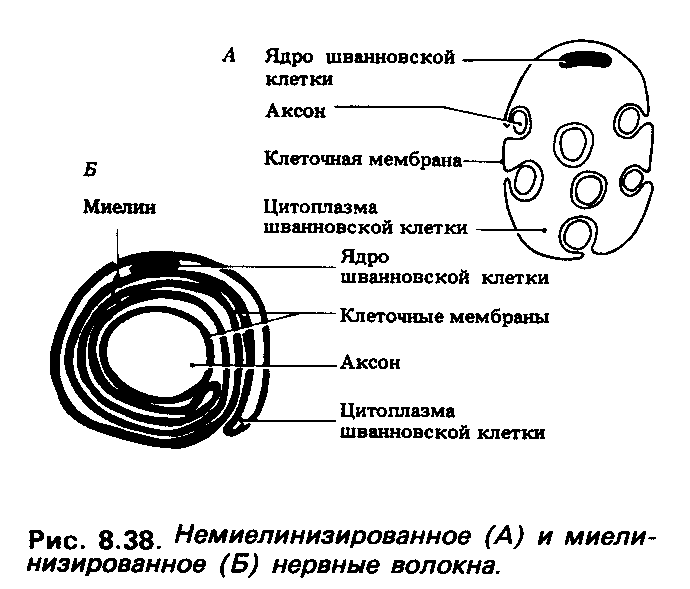 А Ядро шванновской
клетки
Аксон
Клеточная мембрана
Цитоплазма
шванновской клетки
Б
Миелин
Ядро
шванновской клетки
Клеточные мембраны
Аксон
Цитоплазма
шванновской клетки
Рис. 8.38. Немиелинизированное (А) и миели-
низированное (Б) нервные волокна.